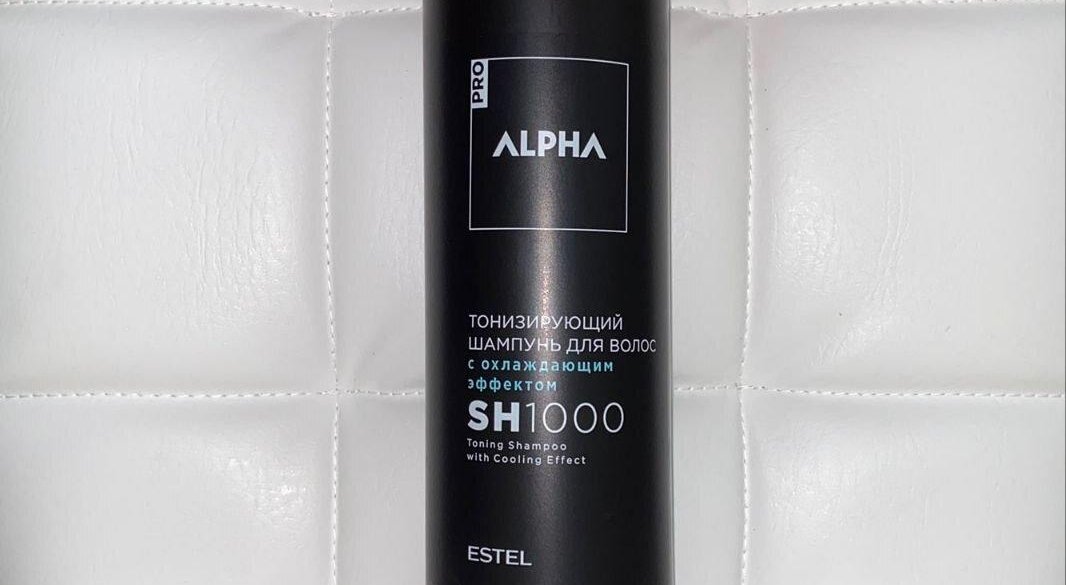 PRO
ALPHA
ТОНИЗИРУЮЩИЙ
ШАМПУНЬ ДЛЯ ВОЛОС
с охлаждающим
эффектом
SH1000
Toning Shampoo
with Cooling Effect
ESTEL